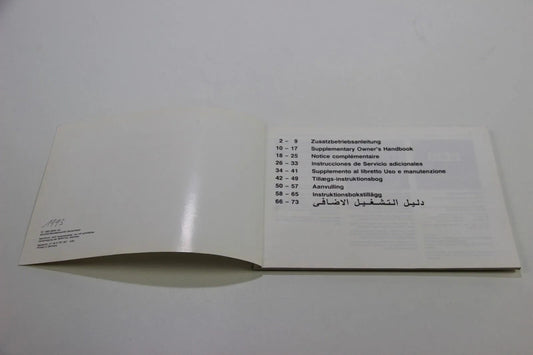 1995
2 – 9 Zusatzbetriebsanleitung
10 – 17 Supplementary Owner's Handbook
18 – 25 Notice complémentaire
26 – 33 Instrucciones de Servicio adicionales
34 – 41 Supplemento al libretto Uso e manutenzione
42 – 49 Tillægs-instruktionsbog
50 – 57 Aanvulling
58 – 65 Instruktionsbokstillägg
66 – 73 دليل التشغيل الاضافى